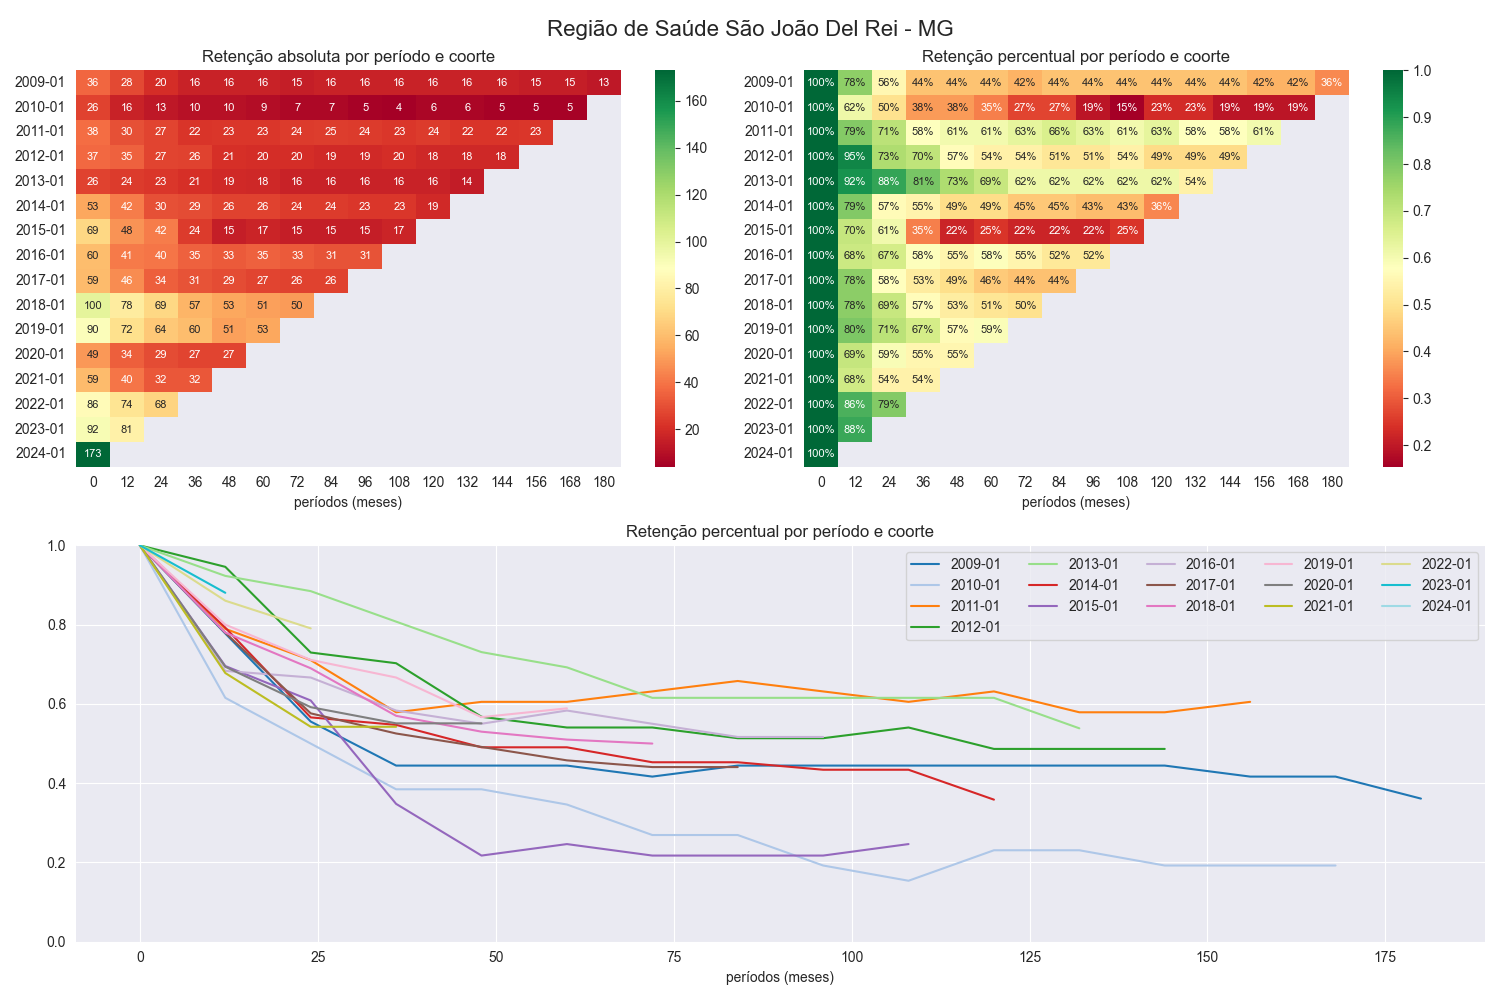 Região de Saúde São João Del Rei - MG
Retenção absoluta por período e coorte
2009-01 36 28 20 16 16 16 15 16 16 16 16 16 16 15 15 13
2010-01 26 16 13 10 10 9 7 7 5 4 6 6 5 5 5
2011-01 38 30 27 22 23 23 24 25 24 23 24 22 22 23
2012-01 37 35 27 26 21 20 20 19 19 20 18 18 18
2013-01 26 24 23 21 19 18 16 16 16 16 16 14
2014-01 53 42 30 29 26 26 24 24 23 23 19
2015-01 69 48 42 24 15 17 15 15 15 17
2016-01 60 41 40 35 33 35 33 31 31
2017-01 59 46 34 31 29 27 26 26
2018-01 100 78 69 57 53 51 50
2019-01 90 72 64 60 51 53
2020-01 49 34 29 27 27
2021-01 59 40 32 32
2022-01 86 74 68
2023-01 92 81
2024-01 173
0 12 24 36 48 60 72 84 96 108 120 132 144 156 168 180
períodos (meses)
160
140
120
100
80
60
40
20
Retenção percentual por período e coorte
2009-01 100% 78% 56% 44% 44% 44% 42% 44% 44% 44% 44% 44% 44% 42% 42% 36%
2010-01 100% 62% 50% 38% 38% 35% 27% 27% 19% 15% 23% 23% 19% 19% 19%
2011-01 100% 79% 71% 58% 61% 61% 63% 66% 63% 61% 63% 58% 58% 61%
2012-01 100% 95% 73% 70% 57% 54% 54% 51% 51% 54% 49% 49% 49%
2013-01 100% 92% 88% 81% 73% 69% 62% 62% 62% 62% 62% 54%
2014-01 100% 79% 57% 55% 49% 49% 45% 45% 43% 43% 36%
2015-01 100% 70% 61% 35% 22% 25% 22% 22% 22% 25%
2016-01 100% 68% 67% 58% 55% 58% 55% 52% 52%
2017-01 100% 78% 58% 53% 49% 46% 44% 44%
2018-01 100% 78% 69% 57% 53% 51% 50%
2019-01 100% 80% 71% 67% 57% 59%
2020-01 100% 69% 59% 55% 55%
2021-01 100% 68% 54% 54%
2022-01 100% 86% 79%
2023-01 100% 88%
2024-01 100%
0 12 24 36 48 60 72 84 96 108 120 132 144 156 168 180
períodos (meses)
1.0
0.9
0.8
0.7
0.6
0.5
0.4
0.3
0.2
Retenção percentual por período e coorte
1.0
0.8
0.6
0.4
0.2
0.0
2009-01 2013-01 2016-01 2019-01 2022-01
2010-01 2014-01 2017-01 2020-01 2023-01
2011-01 2015-01 2018-01 2021-01 2024-01
2012-01
0 25 50 75 100 125 150 175
períodos (meses)